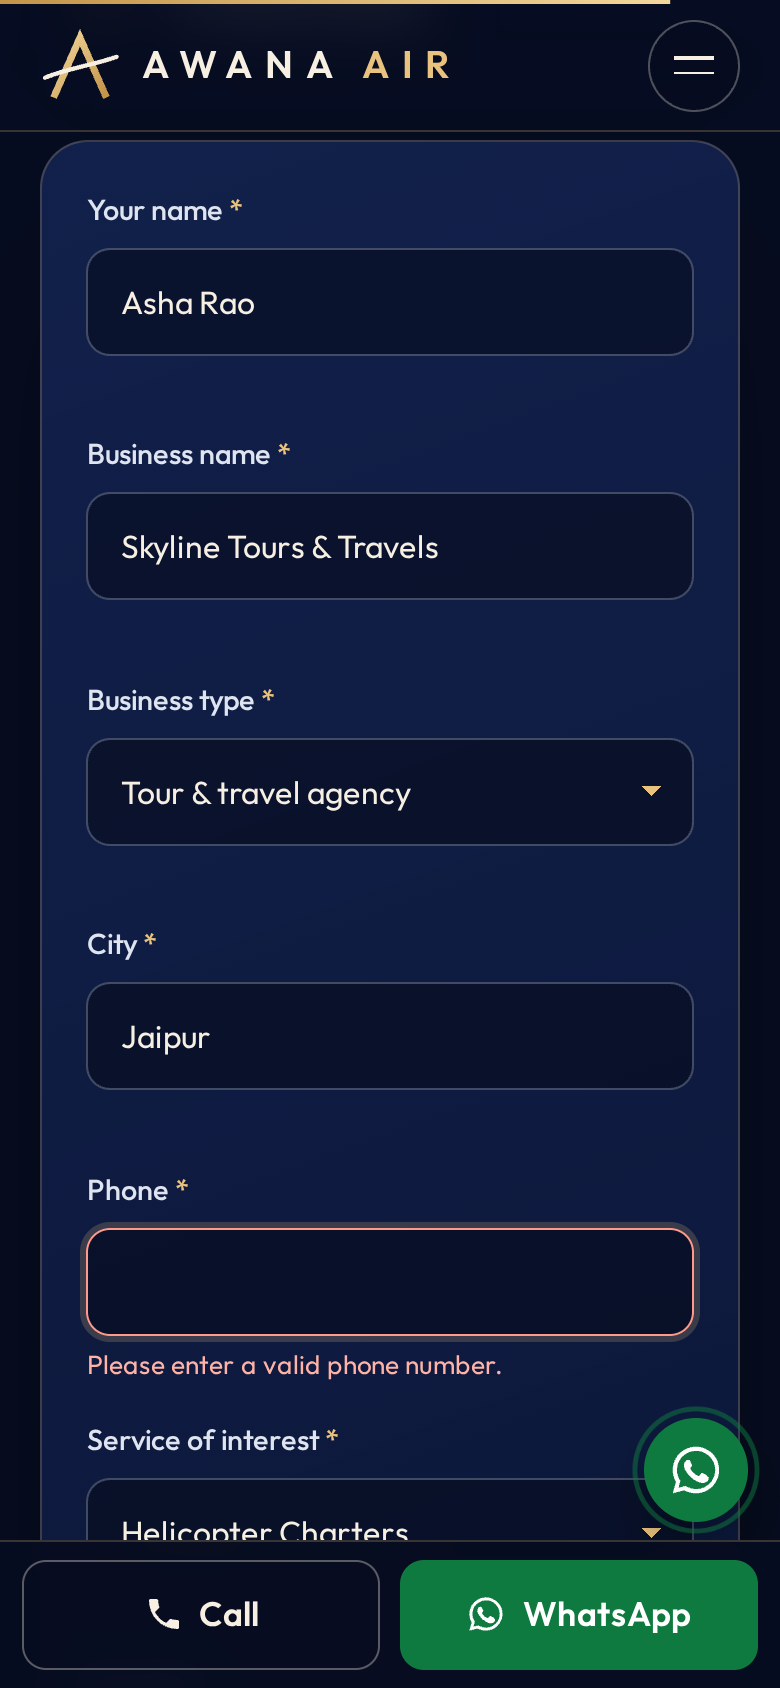 AWANA AIR
Your name *
Asha Rao
Business name *
Skyline Tours & Travels
Business type *
Tour & travel agency
City *
Jaipur
Phone *
Please enter a valid phone number.
Service of interest *
Helicopter Charters
Call
WhatsApp